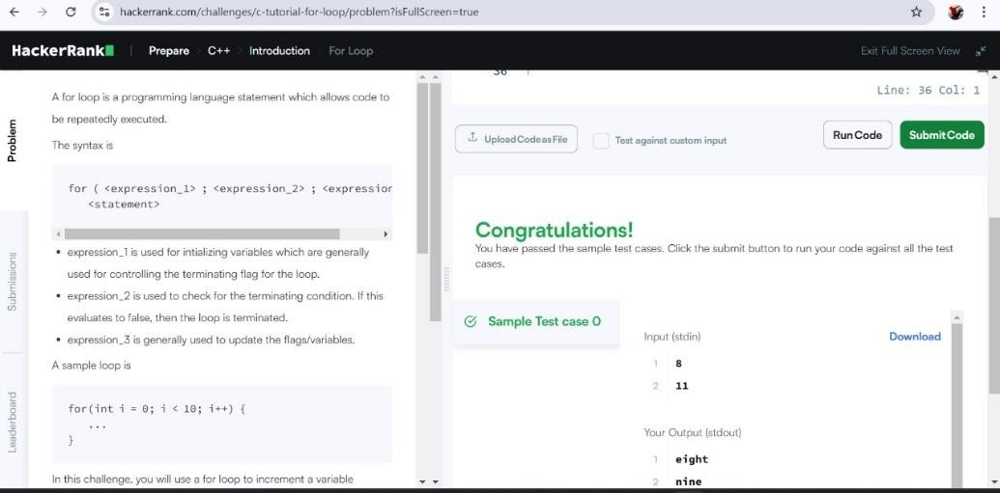 hackerrank.com/challenges/c-tutorial-for-loop/problem?isFullScreen=true
HackerRank | Prepare C++ Introduction For Loop Exit Full Screen View
Problem
Submissions
Leaderboard
A for loop is a programming language statement which allows code to
be repeatedly executed.
The syntax is
for ( <expression_1> ; <expression_2> ; <expression
<statement>
• expression_1 is used for intializing variables which are generally
used for controlling the terminating flag for the loop.
• expression_2 is used to check for the terminating condition. If this
evaluates to false, then the loop is terminated.
• expression_3 is generally used to update the flags/variables.
A sample loop is
for(int i = 0; i < 10; i++) {
...
}
In this challenge, you will use a for loop to increment a variable
36
Line: 36 Col: 1
Upload Code as File Test against custom input Run Code Submit Code
Congratulations!
You have passed the sample test cases. Click the submit button to run your code against all the test
cases.
Sample Test case 0
Input (stdin) Download
1 8
2 11
Your Output (stdout)
1 eight
2 nine